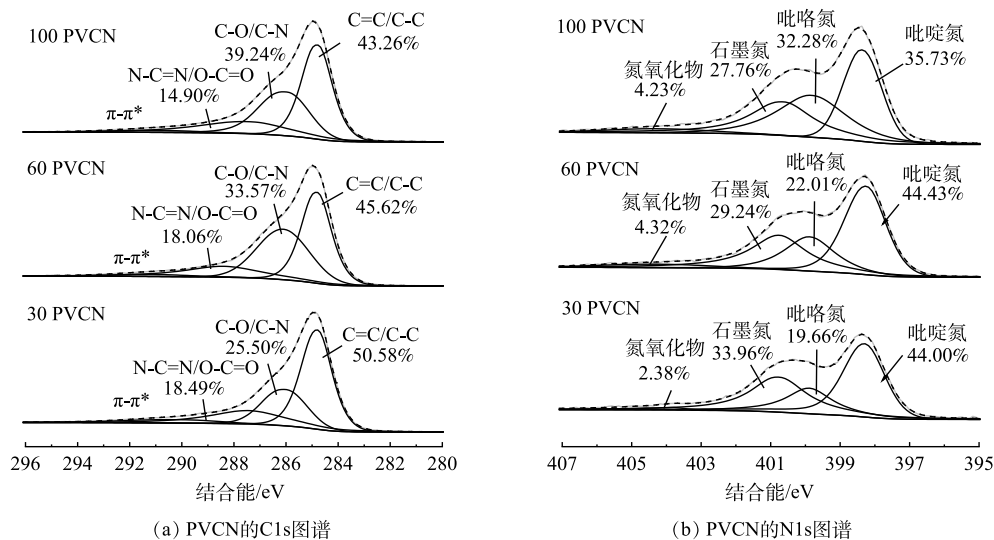 100 PVCN
C-O/C-N
39.24%
C=C/C-C
43.26%
N-C=N/O-C=O
14.90%
π-π*
60 PVCN
C-O/C-N
33.57%
C=C/C-C
45.62%
N-C=N/O-C=O
18.06%
π-π*
30 PVCN
C-O/C-N
25.50%
C=C/C-C
50.58%
N-C=N/O-C=O
18.49%
π-π*
296 294 292 290 288 286 284 282 280
结合能/eV
(a) PVCN的C1s图谱
100 PVCN
吡咯氮
32.28%
吡啶氮
35.73%
石墨氮
27.76%
氮氧化物
4.23%
60 PVCN
吡咯氮
22.01%
吡啶氮
44.43%
石墨氮
29.24%
氮氧化物
4.32%
30 PVCN
吡咯氮
19.66%
吡啶氮
44.00%
石墨氮
33.96%
氮氧化物
2.38%
407 405 403 401 399 397 395
结合能/eV
(b) PVCN的N1s图谱